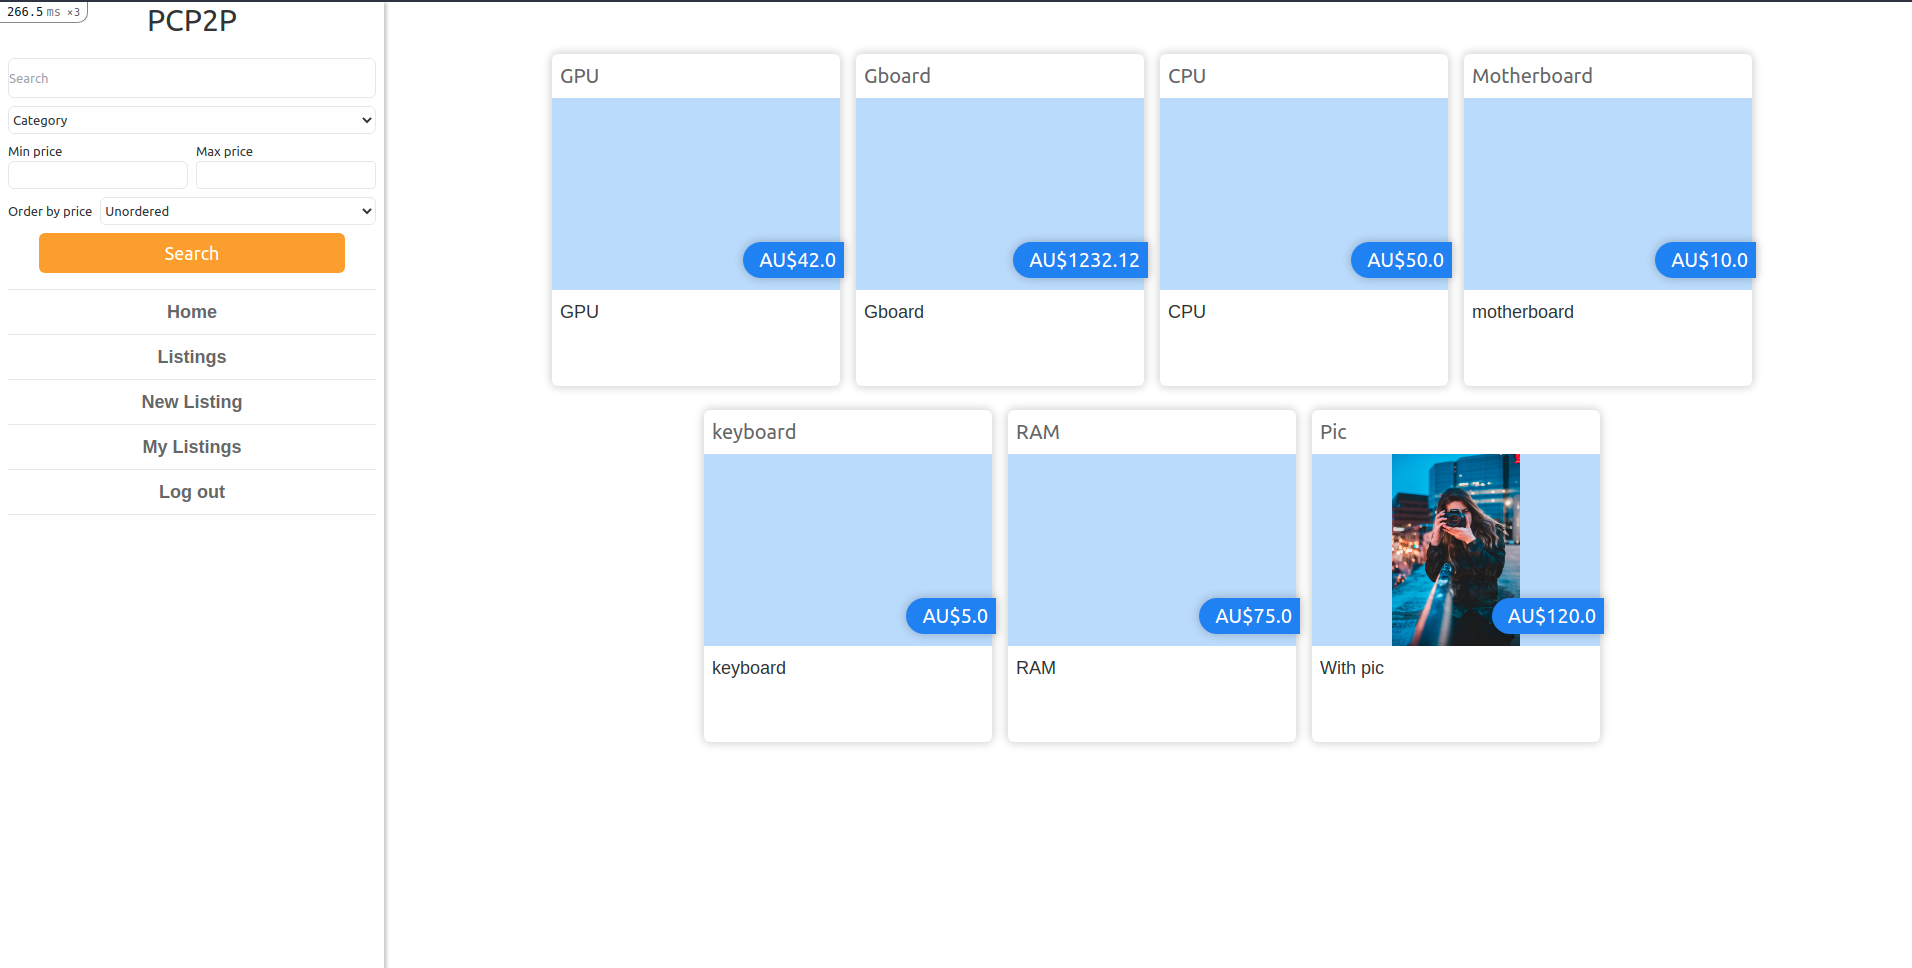 266.5 ms ×3
PCP2P
Search
Category
Min price Max price
Order by price Unordered
Search
Home
Listings
New Listing
My Listings
Log out
GPU
AU$42.0
GPU
Gboard
AU$1232.12
Gboard
CPU
AU$50.0
CPU
Motherboard
AU$10.0
motherboard
keyboard
AU$5.0
keyboard
RAM
AU$75.0
RAM
Pic
AU$120.0
With pic